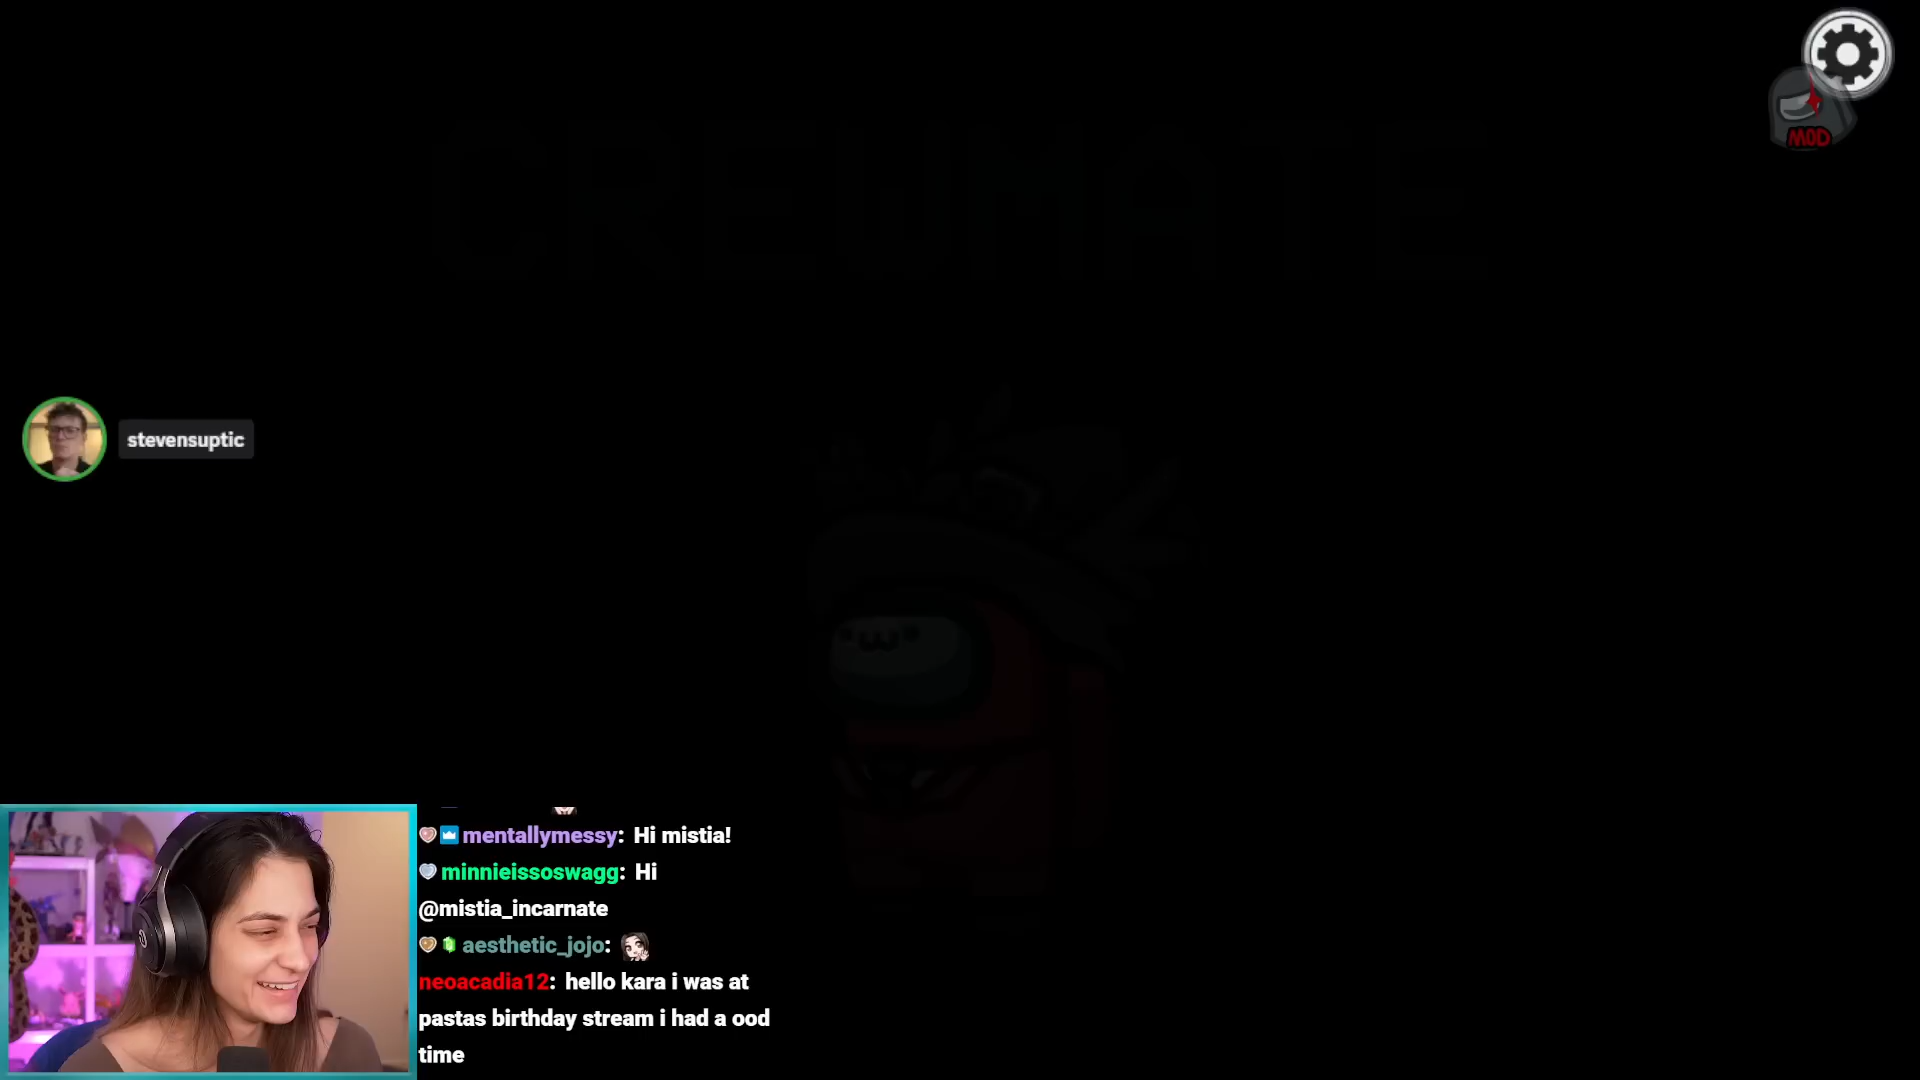 CREWMATE
MOD
stevensuptic
mentallymessy: Hi mistia!
minnieissoswagg: Hi
@mistia_incarnate
aesthetic_jojo:
neoacadia12: hello kara i was at
pastas birthday stream i had a ood
time